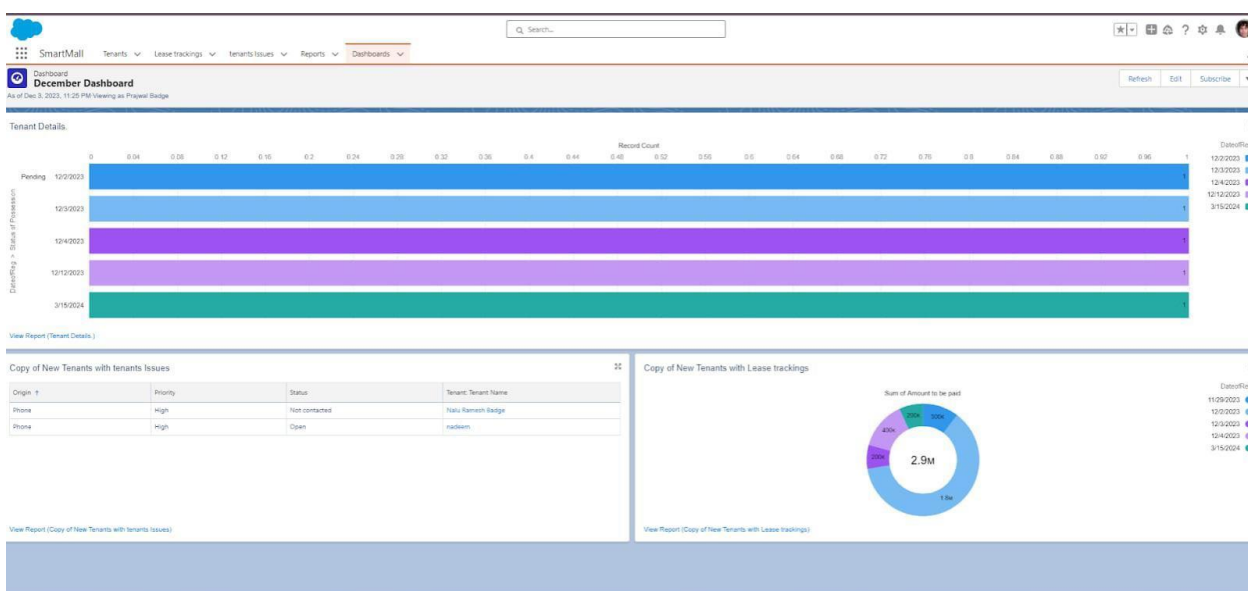 Search...
SmartMall Tenants Lease trackings tenants Issues Reports Dashboards
Dashboard
December Dashboard
As of Dec 3, 2023, 11:25 PM Viewing as Prajwal Badge
Refresh Edit Subscribe
Tenant Details.
Record Count
0 0.04 0.08 0.12 0.16 0.2 0.24 0.28 0.32 0.36 0.4 0.44 0.48 0.52 0.56 0.6 0.64 0.68 0.72 0.76 0.8 0.84 0.88 0.92 0.96 1
DateofRe
12/2/2023
12/3/2023
12/4/2023
12/12/2023
3/15/2024
DateofReg > Status of Possession
Pending 12/2/2023 1
12/3/2023 1
12/4/2023 1
12/12/2023 1
3/15/2024 1
View Report (Tenant Details.)
Copy of New Tenants with tenants Issues
Origin ↑ Priority Status Tenant: Tenant Name
Phone High Not contacted Nalu Ramesh Badge
Phone High Open nadeem
View Report (Copy of New Tenants with tenants Issues)
Copy of New Tenants with Lease trackings
Sum of Amount to be paid
200k 300k
400k
200k
2.9M
1.8M
DateofRe
11/29/2023
12/2/2023
12/3/2023
12/4/2023
3/15/2024
View Report (Copy of New Tenants with Lease trackings)